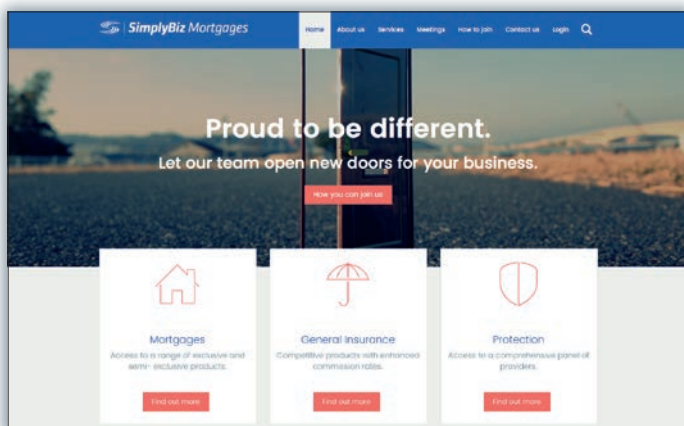 SimplyBiz Mortgages
Home About us Services Meetings How to join Contact us Login
Proud to be different.
Let our team open new doors for your business.
How you can join us
Mortgages
Access to a range of exclusive and
semi- exclusive products.
Find out more
General Insurance
Competitive products with enhanced
commission rates.
Find out more
Protection
Access to a comprehensive panel of
providers.
Find out more